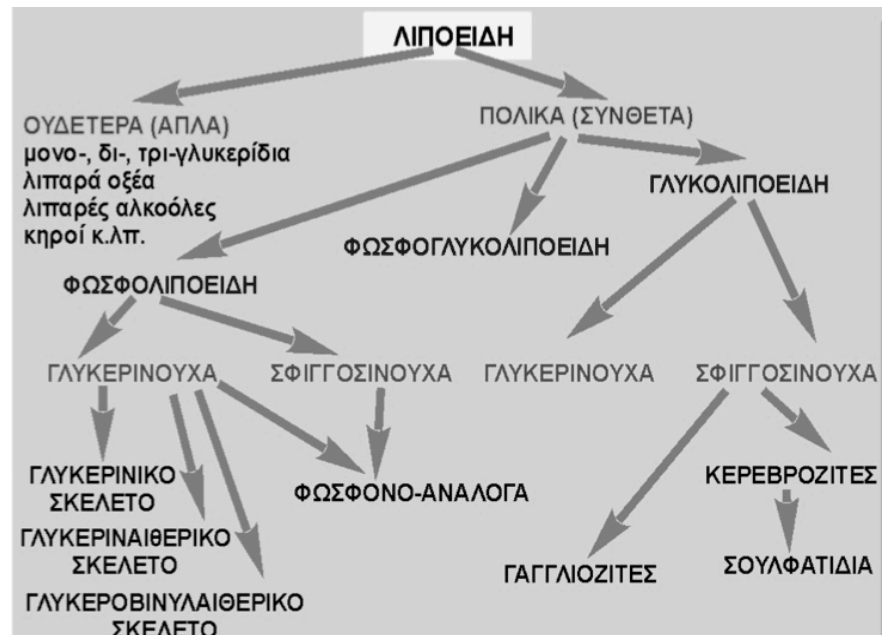 ΛΙΠΟΕΙΔΗ
ΟΥΔΕΤΕΡΑ (ΑΠΛΑ)
μονο-, δι-, τρι-γλυκερίδια
λιπαρά οξέα
λιπαρές αλκοόλες
κηροί κ.λπ.
ΠΟΛΙΚΑ (ΣΥΝΘΕΤΑ)
ΓΛΥΚΟΛΙΠΟΕΙΔΗ
ΦΩΣΦΟΓΛΥΚΟΛΙΠΟΕΙΔΗ
ΦΩΣΦΟΛΙΠΟΕΙΔΗ
ΓΛΥΚΕΡΙΝΟΥΧΑ
ΣΦΙΓΓΟΣΙΝΟΥΧΑ
ΓΛΥΚΕΡΙΝΟΥΧΑ
ΣΦΙΓΓΟΣΙΝΟΥΧΑ
ΓΛΥΚΕΡΙΝΙΚΟ
ΣΚΕΛΕΤΟ
ΓΛΥΚΕΡΙΝΑΙΘΕΡΙΚΟ
ΣΚΕΛΕΤΟ
ΓΛΥΚΕΡΟΒΙΝΥΛΑΙΘΕΡΙΚΟ
ΣΚΕΛΕΤΟ
ΦΩΣΦΟΝΟ-ΑΝΑΛΟΓΑ
ΚΕΡΕΒΡΟΖΙΤΕΣ
ΓΑΓΓΛΙΟΖΙΤΕΣ
ΣΟΥΛΦΑΤΙΔΙΑ